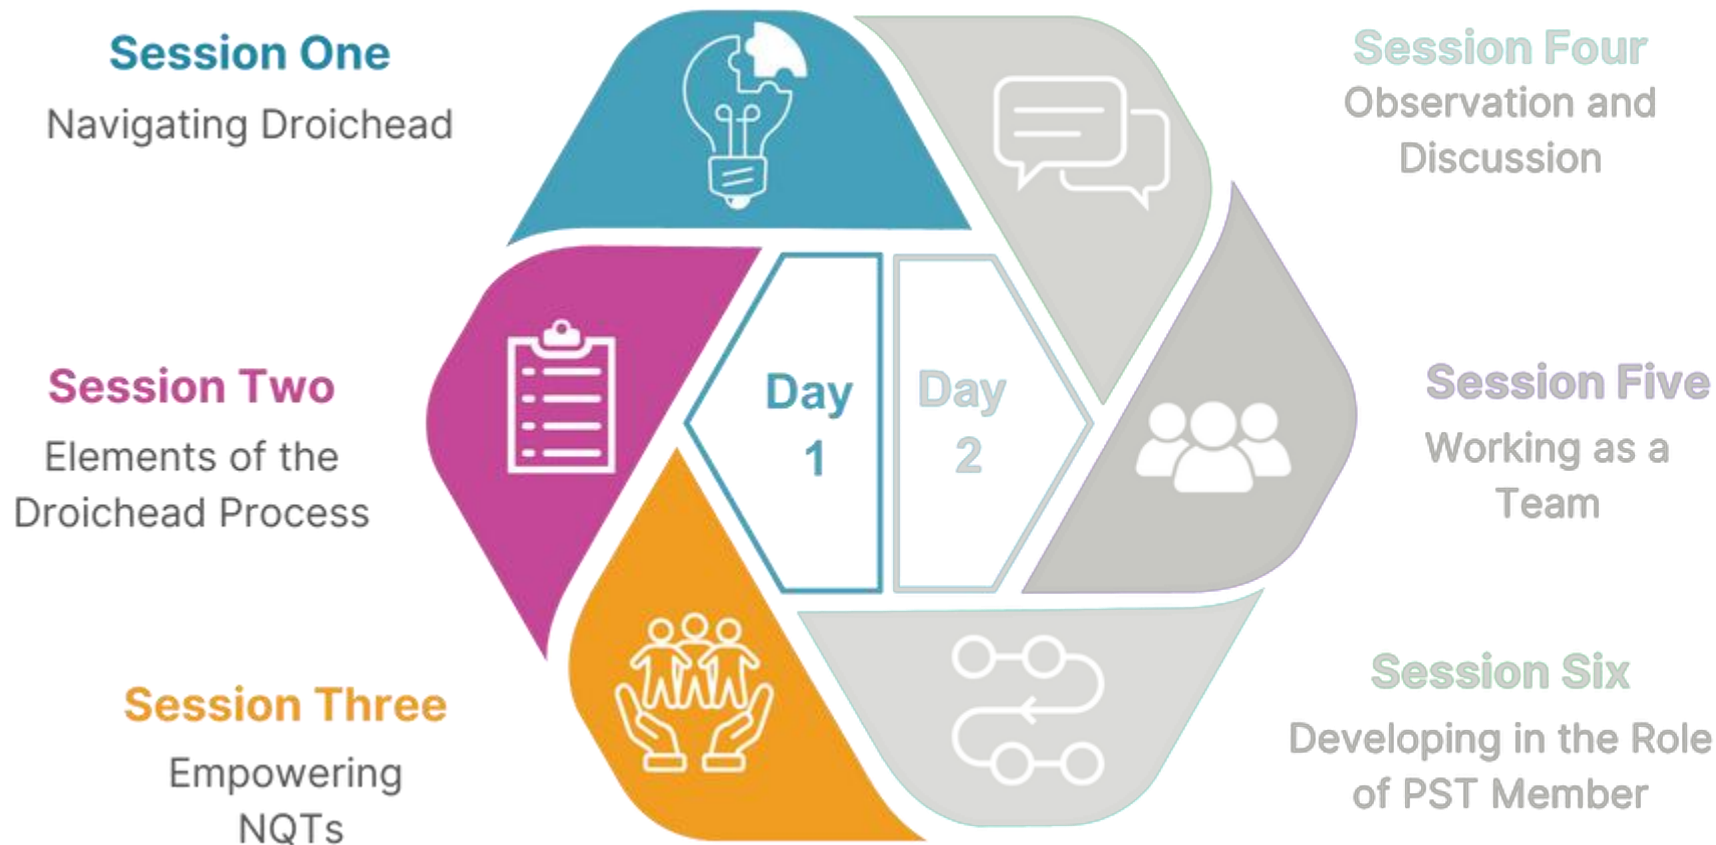 Session One
Navigating Droichead
Session Two
Elements of the
Droichead Process
Session Three
Empowering
NQTs
Day
1
Day
2
Session Four
Observation and
Discussion
Session Five
Working as a
Team
Session Six
Developing in the Role
of PST Member